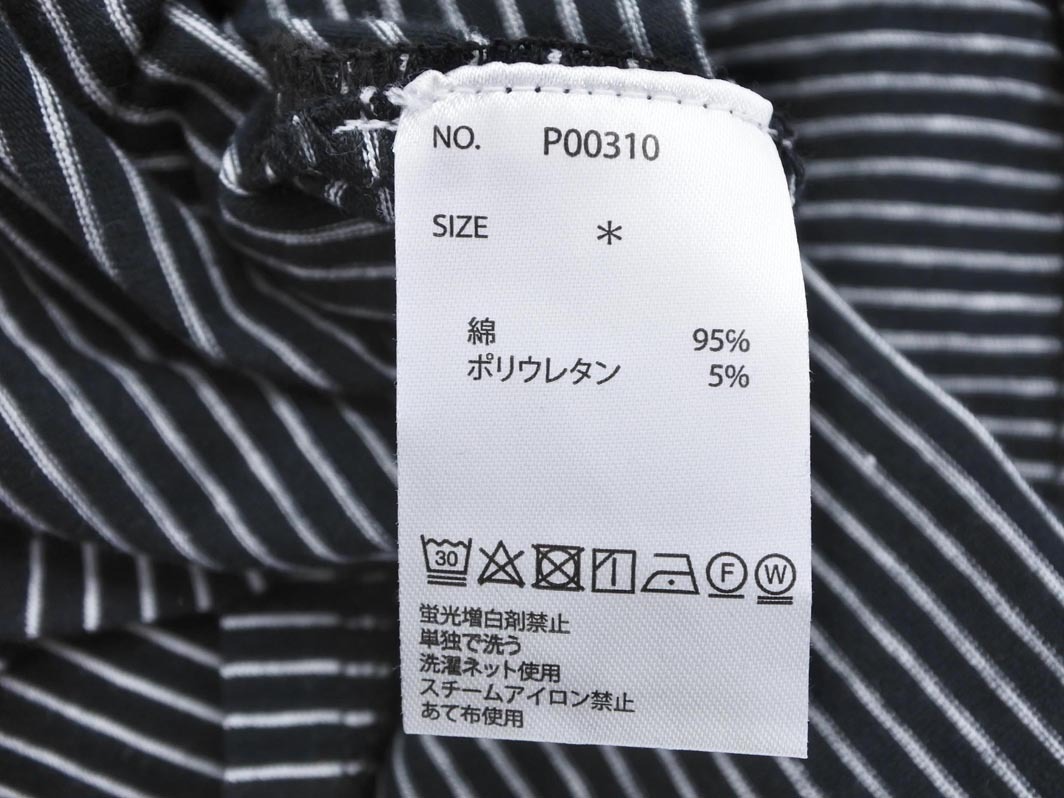 NO. P00310
SIZE *
綿 95%
ポリウレタン 5%
30 F W
蛍光増白剤禁止
単独で洗う
洗濯ネット使用
スチームアイロン禁止
あて布使用